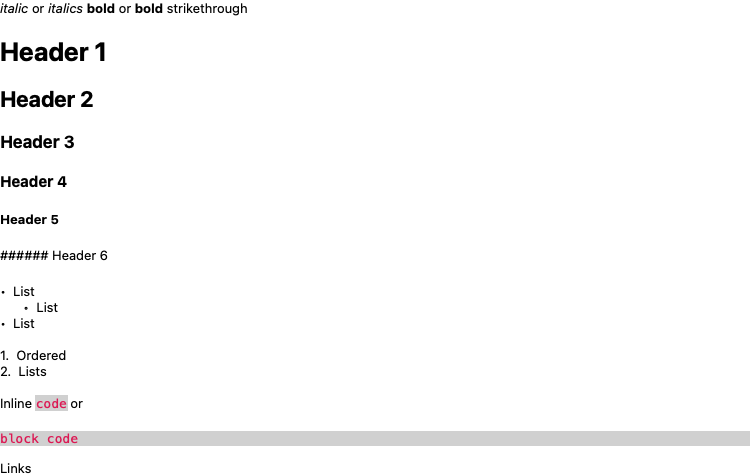 italic or italics bold or bold strikethrough
Header 1
Header 2
Header 3
Header 4
Header 5
###### Header 6
• List
• List
• List
1. Ordered
2. Lists
Inline code or
block code
Links